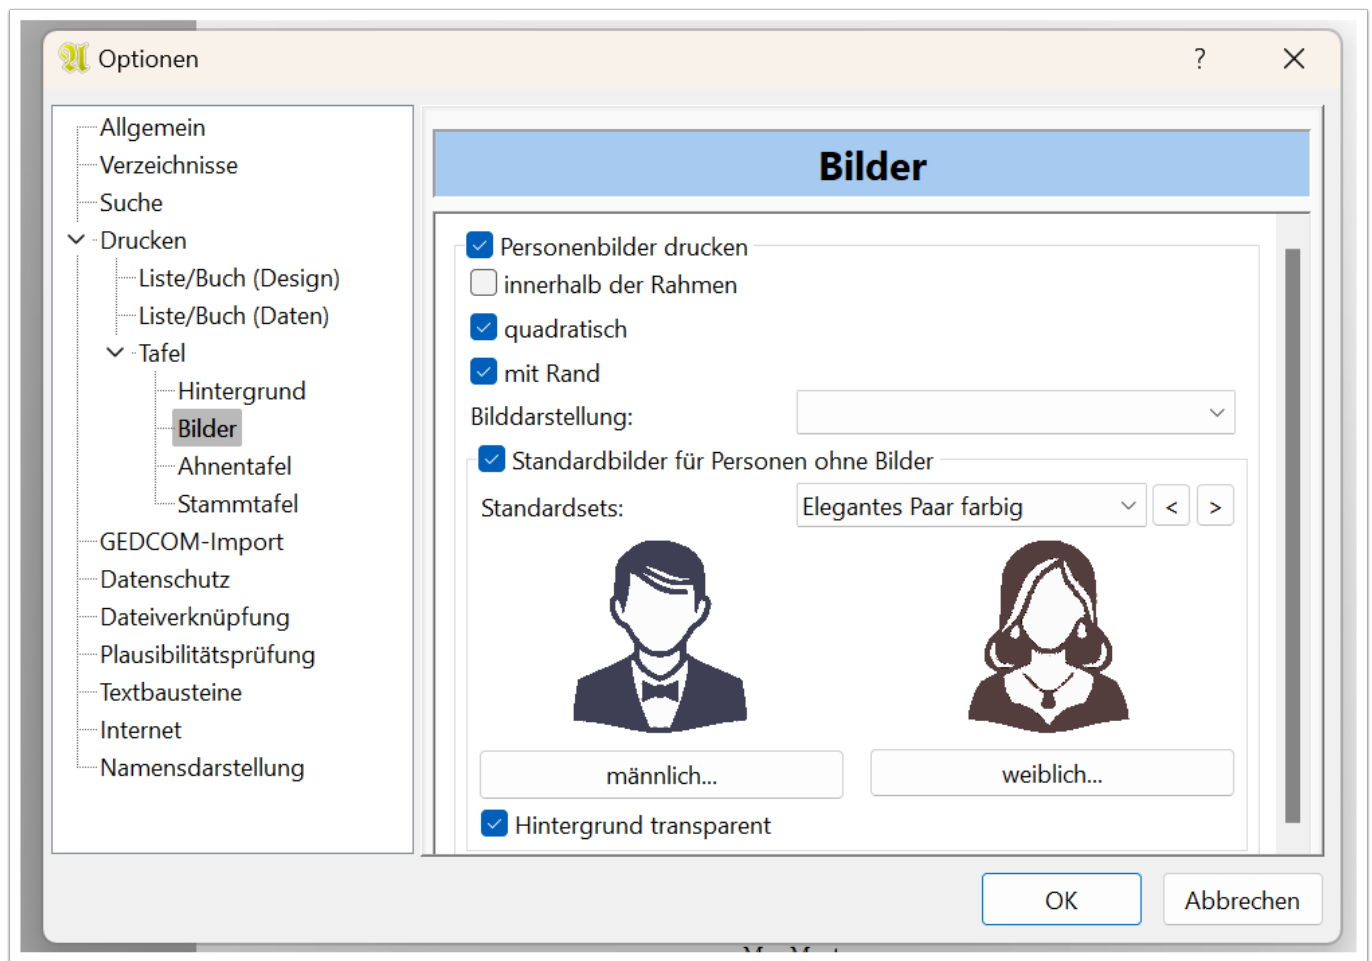 Optionen ?
Allgemein
Verzeichnisse
Suche
Drucken
Liste/Buch (Design)
Liste/Buch (Daten)
Tafel
Hintergrund
Bilder
Ahnentafel
Stammtafel
GEDCOM-Import
Datenschutz
Dateiverknüpfung
Plausibilitätsprüfung
Textbausteine
Internet
Namensdarstellung
Bilder
Personenbilder drucken
innerhalb der Rahmen
quadratisch
mit Rand
Bilddarstellung:
Standardbilder für Personen ohne Bilder
Standardsets: Elegantes Paar farbig < >
männlich... weiblich...
Hintergrund transparent
OK Abbrechen